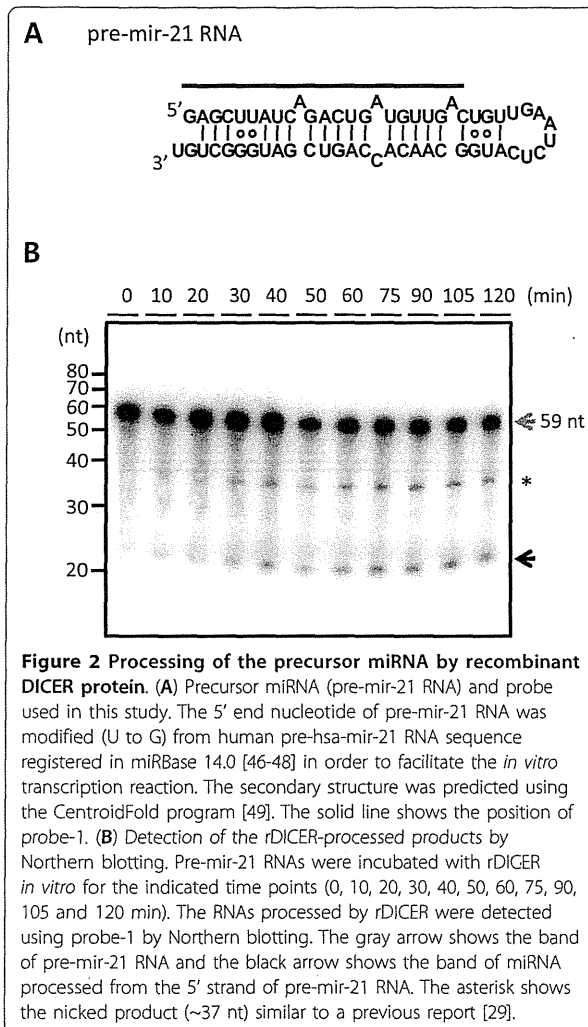 A pre-mir-21 RNA
5' GAGCUUAUCAGACUGAUGUUGACUGUUGAA
U
3' UGUCGGGUAGCUGACCACAACGGUACUC
B
0 10 20 30 40 50 60 75 90 105 120 (min)
(nt)
80
70
60
50
40
30
20
59 nt
*
Figure 2 Processing of the precursor miRNA by recombinant
DICER protein. (A) Precursor miRNA (pre-mir-21 RNA) and probe
used in this study. The 5' end nucleotide of pre-mir-21 RNA was
modified (U to G) from human pre-hsa-mir-21 RNA sequence
registered in miRBase 14.0 [46-48] in order to facilitate the in vitro
transcription reaction. The secondary structure was predicted using
the CentroidFold program [49]. The solid line shows the position of
probe-1. (B) Detection of the rDICER-processed products by
Northern blotting. Pre-mir-21 RNAs were incubated with rDICER
in vitro for the indicated time points (0, 10, 20, 30, 40, 50, 60, 75, 90,
105 and 120 min). The RNAs processed by rDICER were detected
using probe-1 by Northern blotting. The gray arrow shows the band
of pre-mir-21 RNA and the black arrow shows the band of miRNA
processed from the 5' strand of pre-mir-21 RNA. The asterisk shows
the nicked product (~37 nt) similar to a previous report [29].